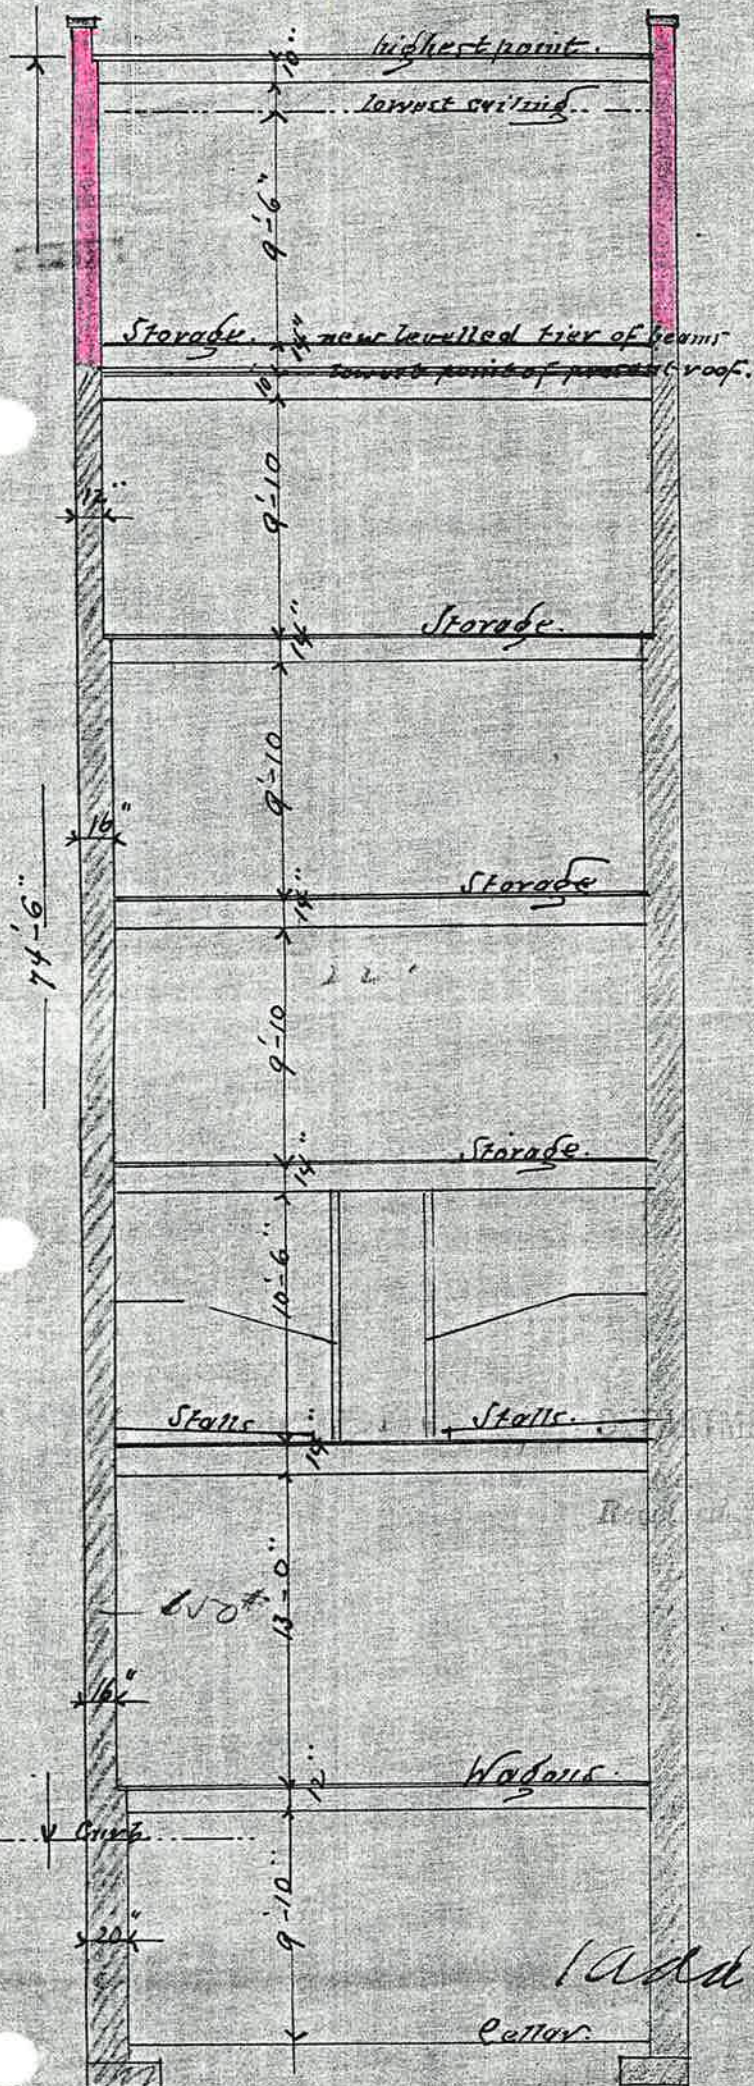 highest point.
10"
lowest ceiling
9'-6"
Storage. 14" new levelled tier of beams
10" lowest point of present roof.
12"
9'-10
Storage.
14"
9'-10
16"
74'-6"
Storage
14"
9'-10
Storage.
14"
10'-6"
Stalls
Stalls.
14"
13'-0"
16"
Wagons.
12"
Curb
9'-10"
20"
1 add
Cellar.